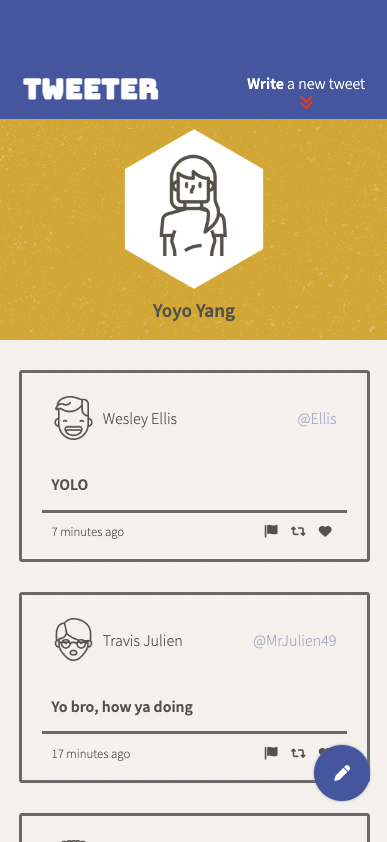 TWEETER
Write a new tweet
Yoyo Yang
Wesley Ellis
@Ellis
YOLO
7 minutes ago
Travis Julien
@MrJulien49
Yo bro, how ya doing
17 minutes ago